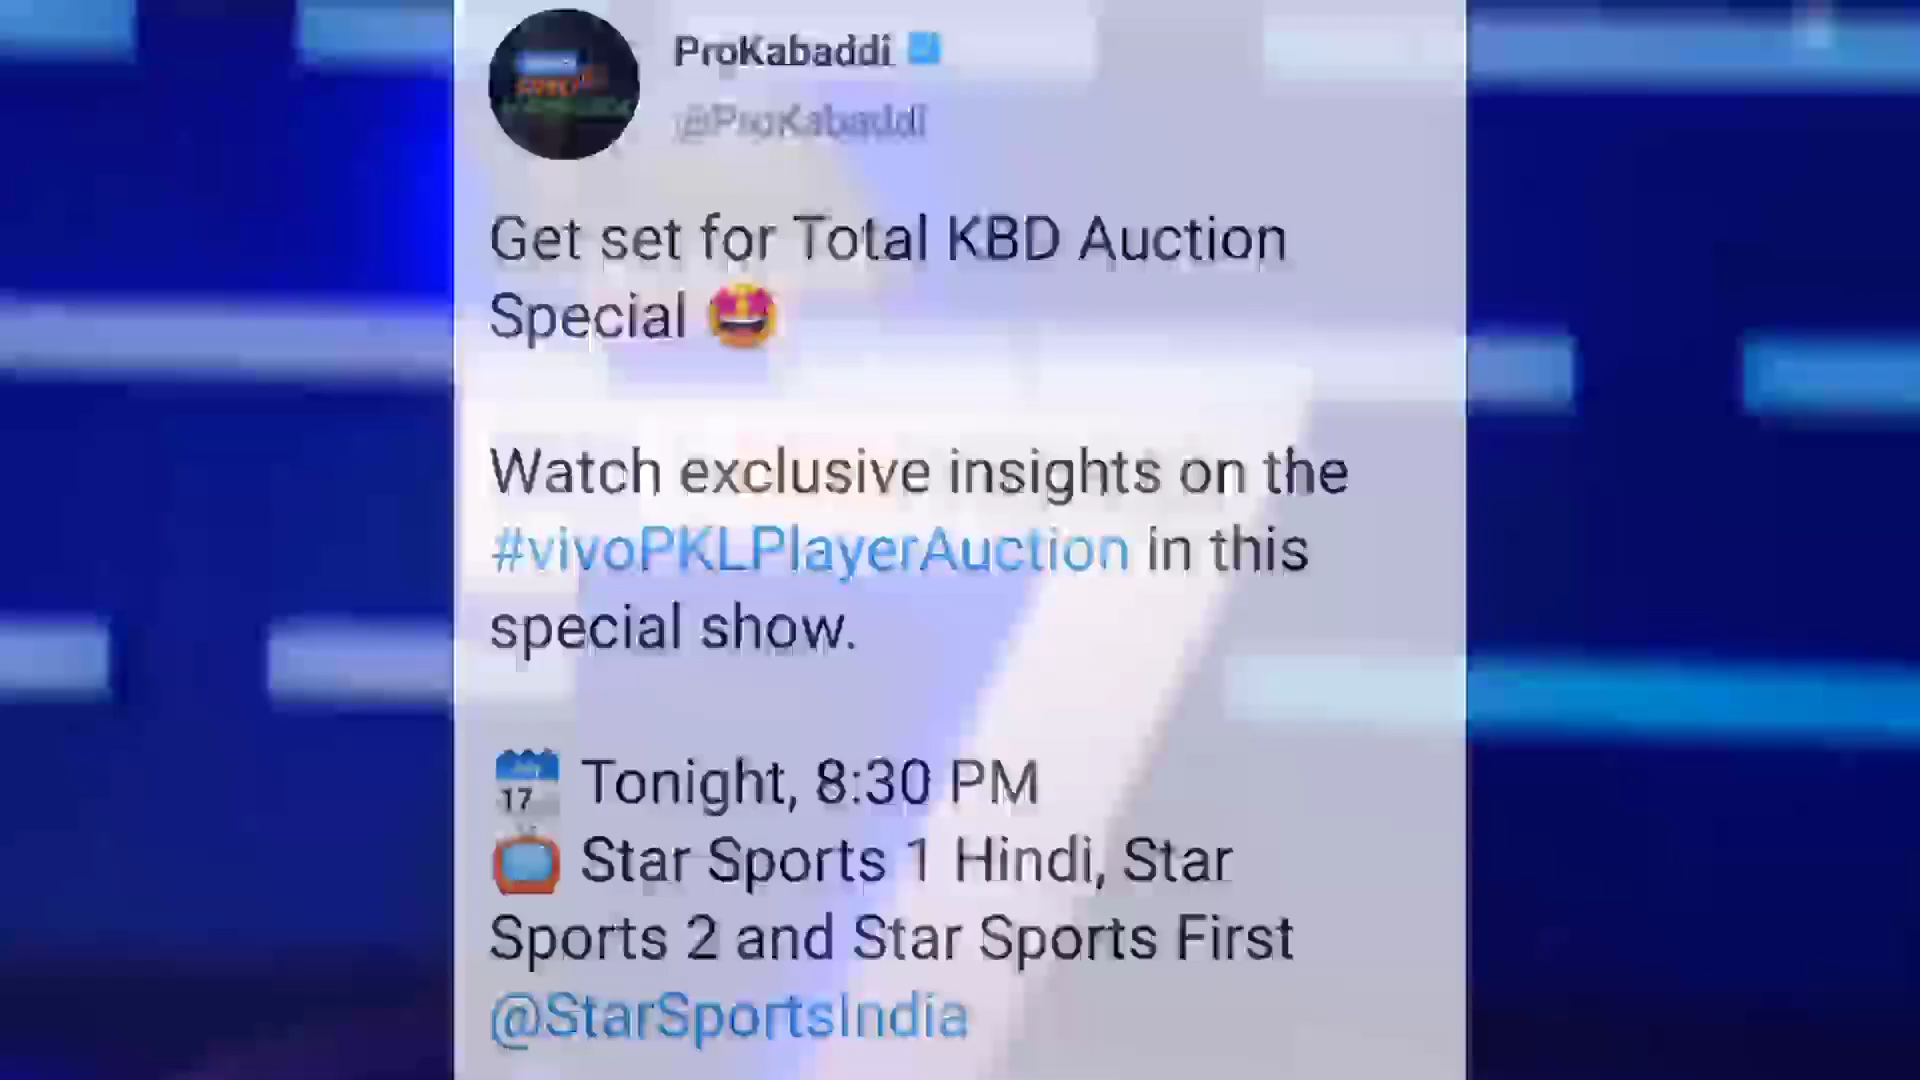 ProKabaddi
@ProKabaddi
Get set for Total KBD Auction
Special 🤩
Watch exclusive insights on the
#vivoPKLPlayerAuction in this
special show.
📅 Tonight, 8:30 PM
📺 Star Sports 1 Hindi, Star
Sports 2 and Star Sports First
@StarSportsIndia